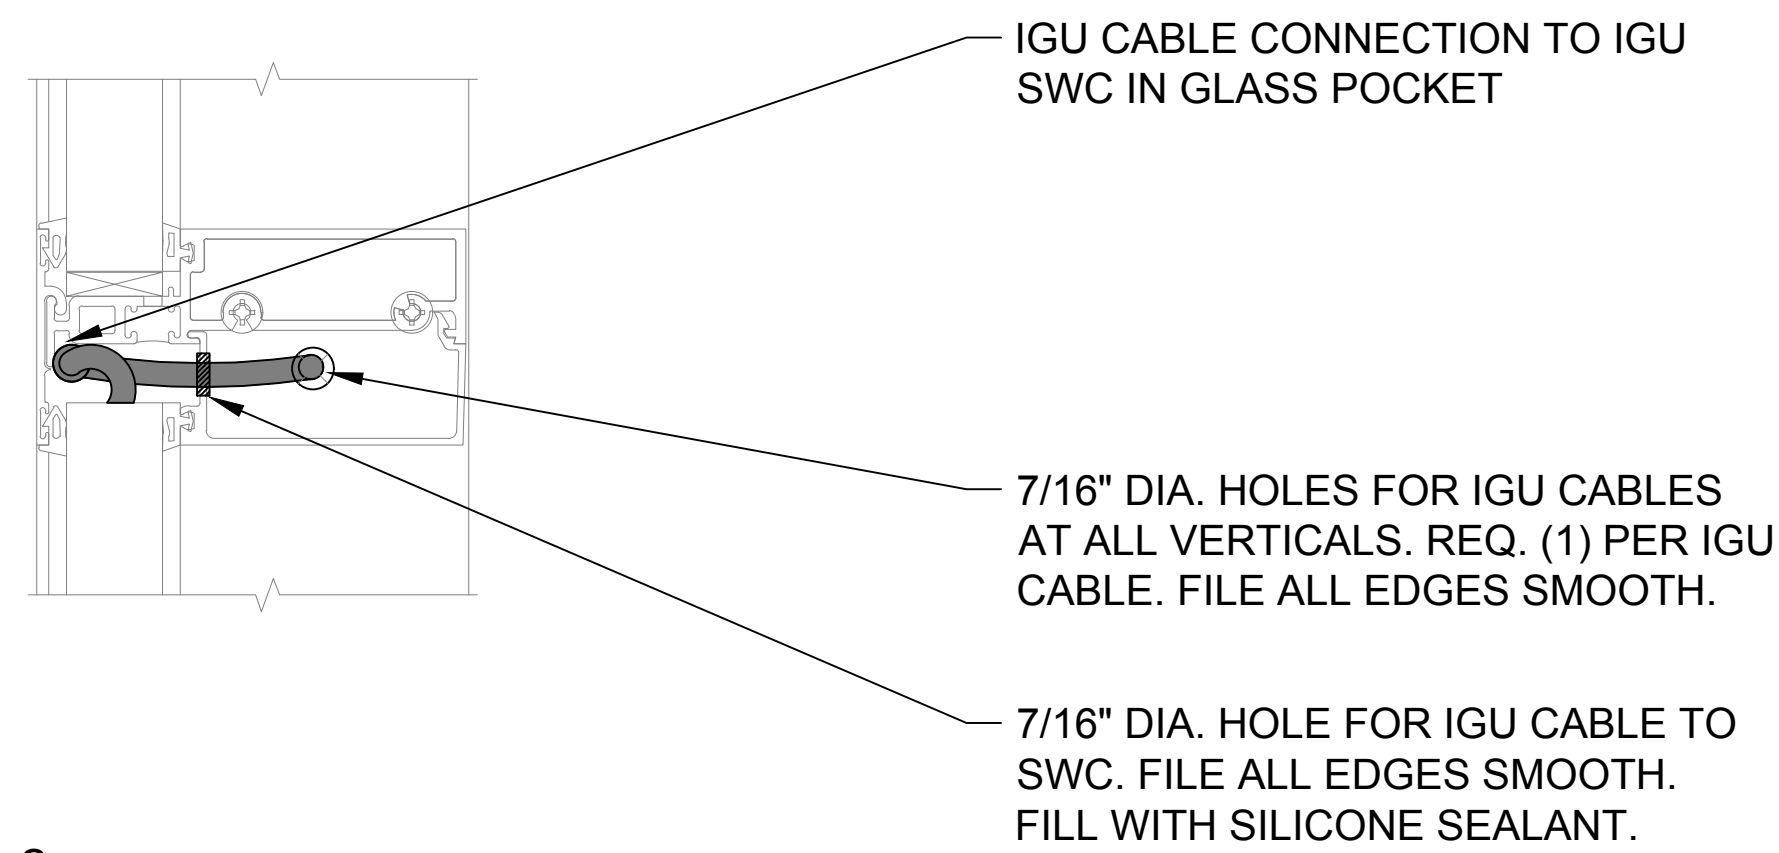 IGU CABLE CONNECTION TO IGU
SWC IN GLASS POCKET
7/16" DIA. HOLES FOR IGU CABLES
AT ALL VERTICALS. REQ. (1) PER IGU
CABLE. FILE ALL EDGES SMOOTH.
7/16" DIA. HOLE FOR IGU CABLE TO
SWC. FILE ALL EDGES SMOOTH.
FILL WITH SILICONE SEALANT.